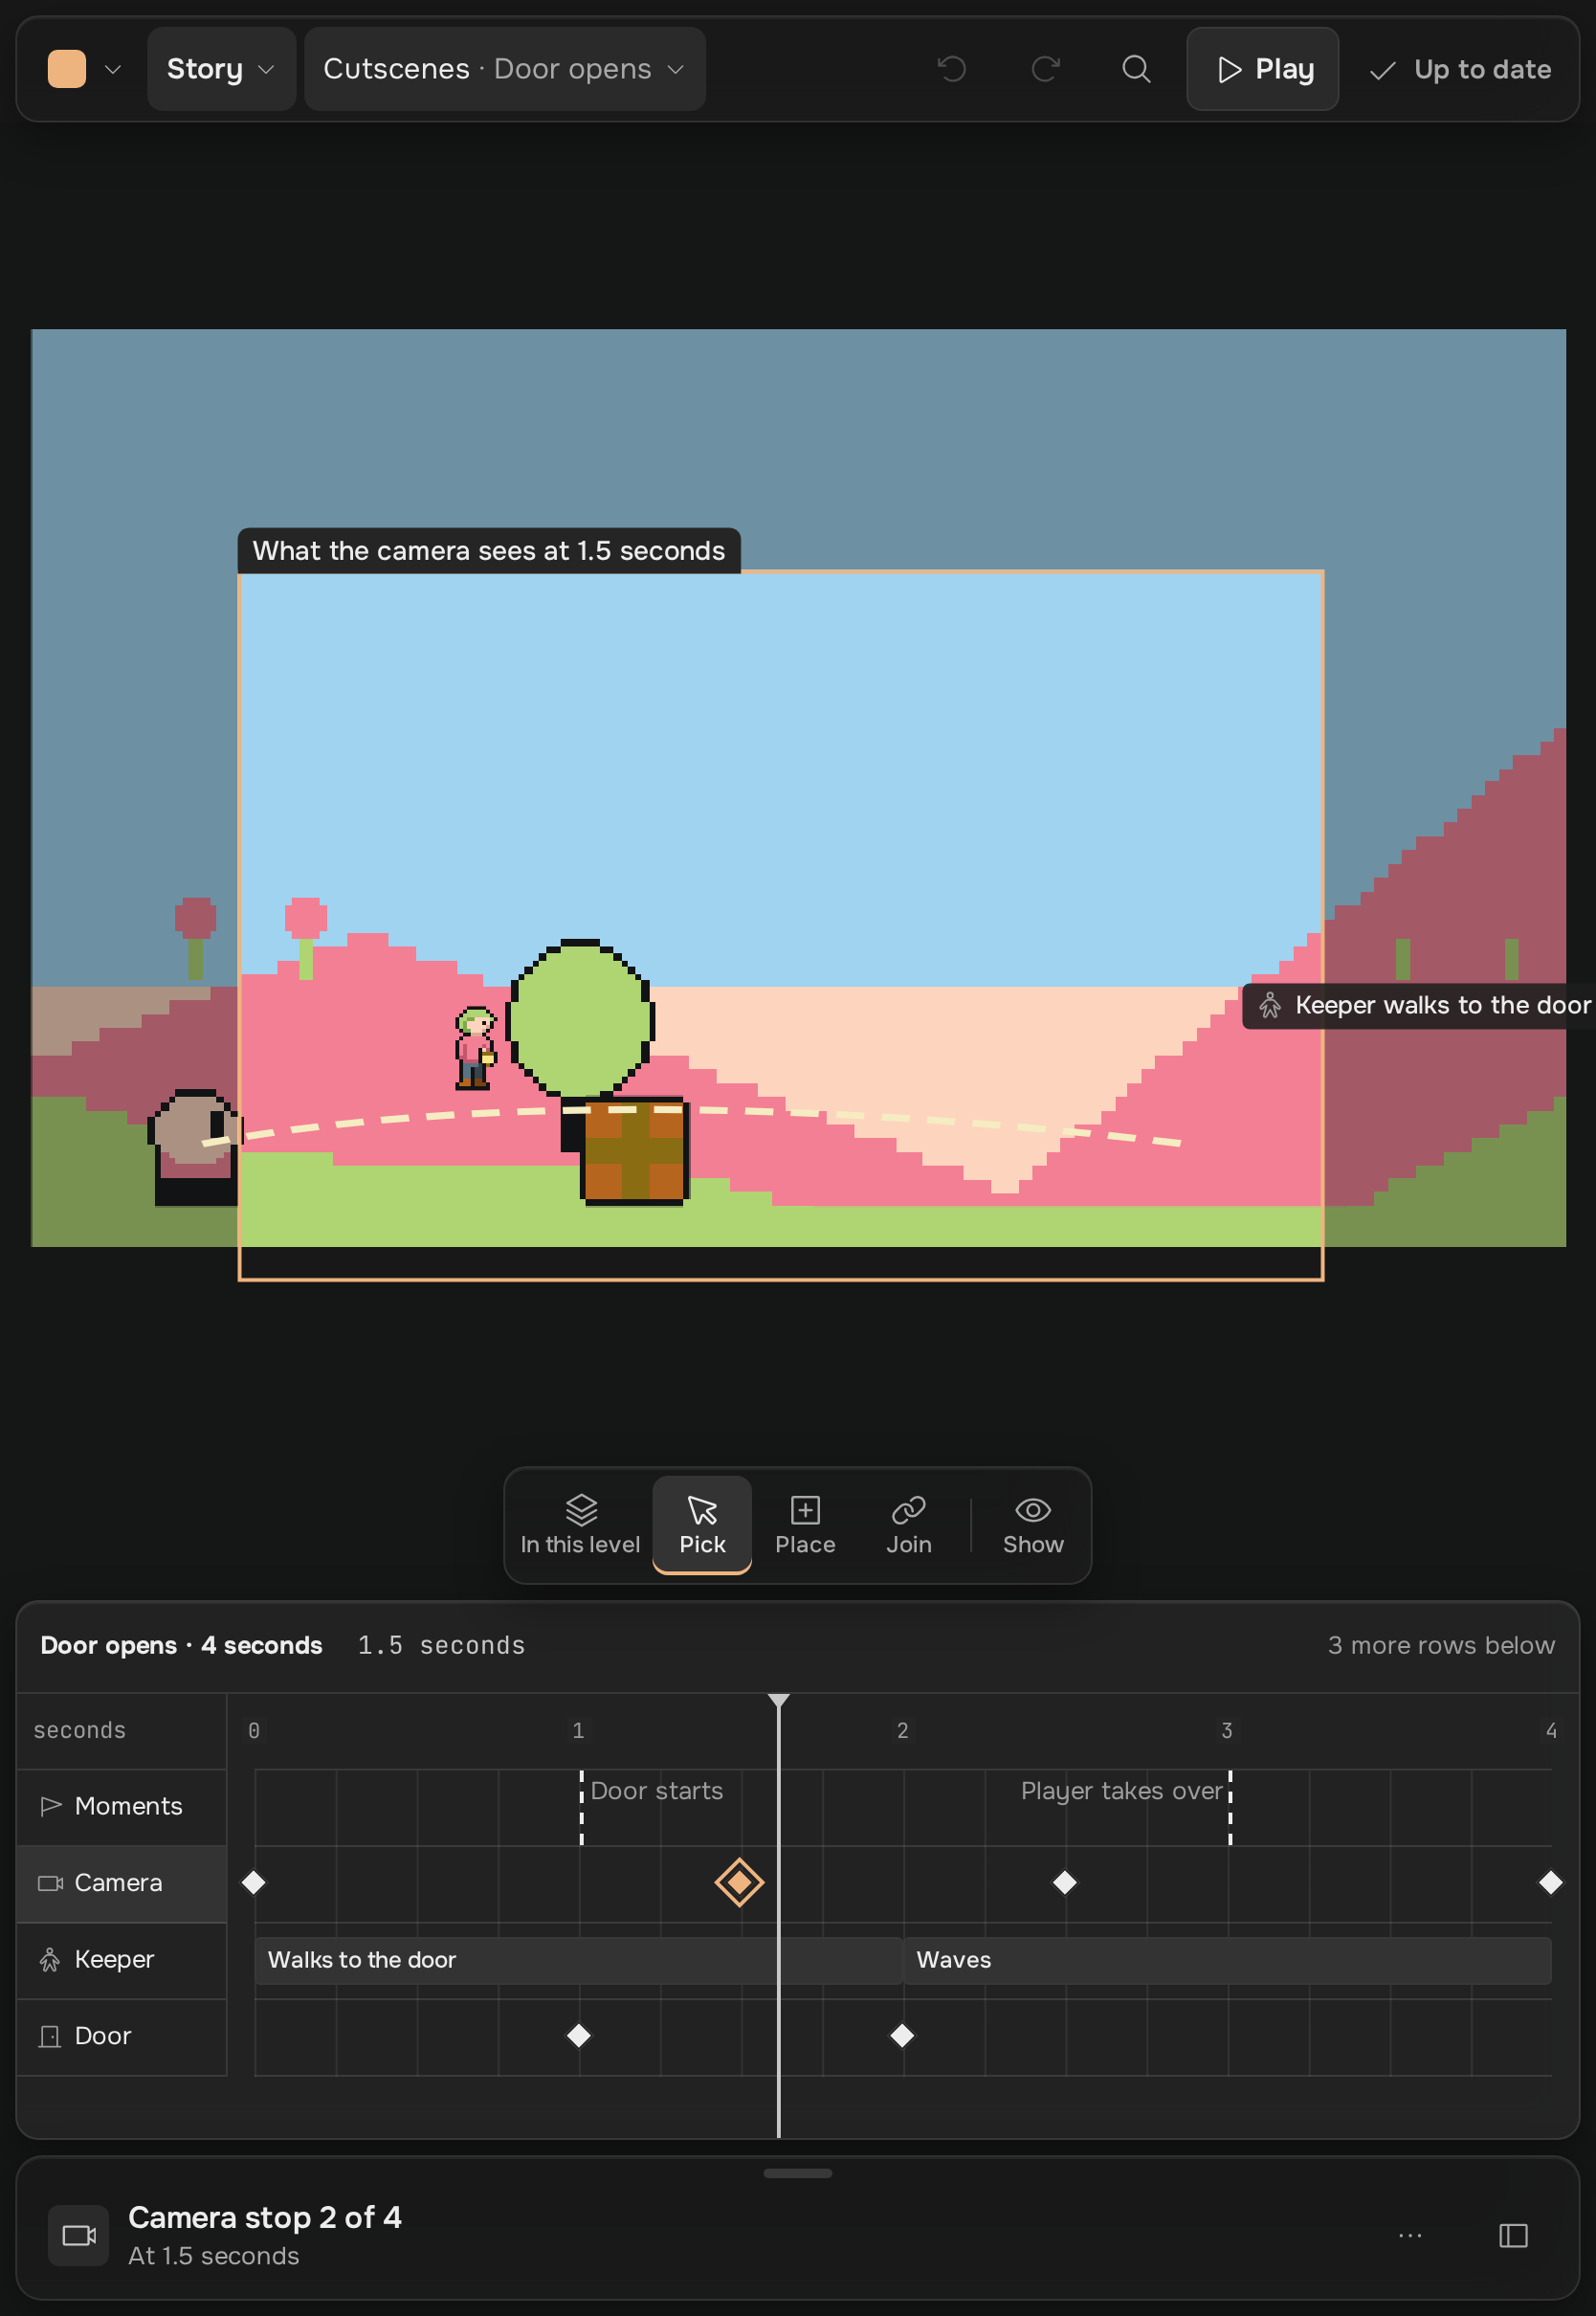 Story
Cutscenes · Door opens
Play
Up to date
What the camera sees at 1.5 seconds
Keeper walks to the door
In this level
Pick
Place
Join
Show
Door opens · 4 seconds 1.5 seconds
3 more rows below
seconds 0 1 2 3 4
Moments Door starts Player takes over
Camera
Keeper Walks to the door Waves
Door
Camera stop 2 of 4
At 1.5 seconds